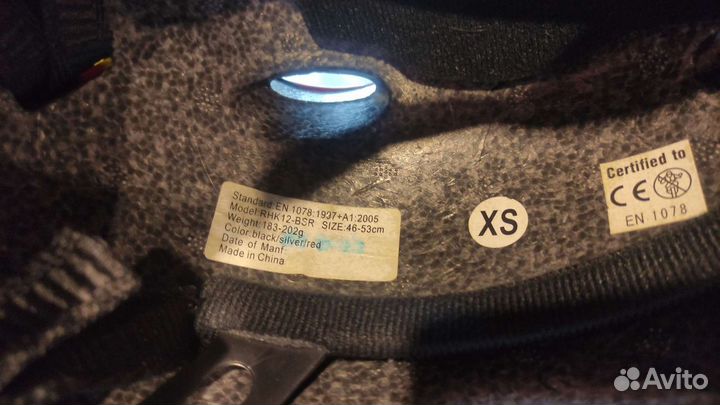 Standard:EN 1078:1997+A1:2005
Model:RHK12-BSR SIZE:46-53cm
Weight:183-202g
Color:black/silver/red
Date of Manf:
Made in China
XS
Certified to
CE
EN 1078
Avito